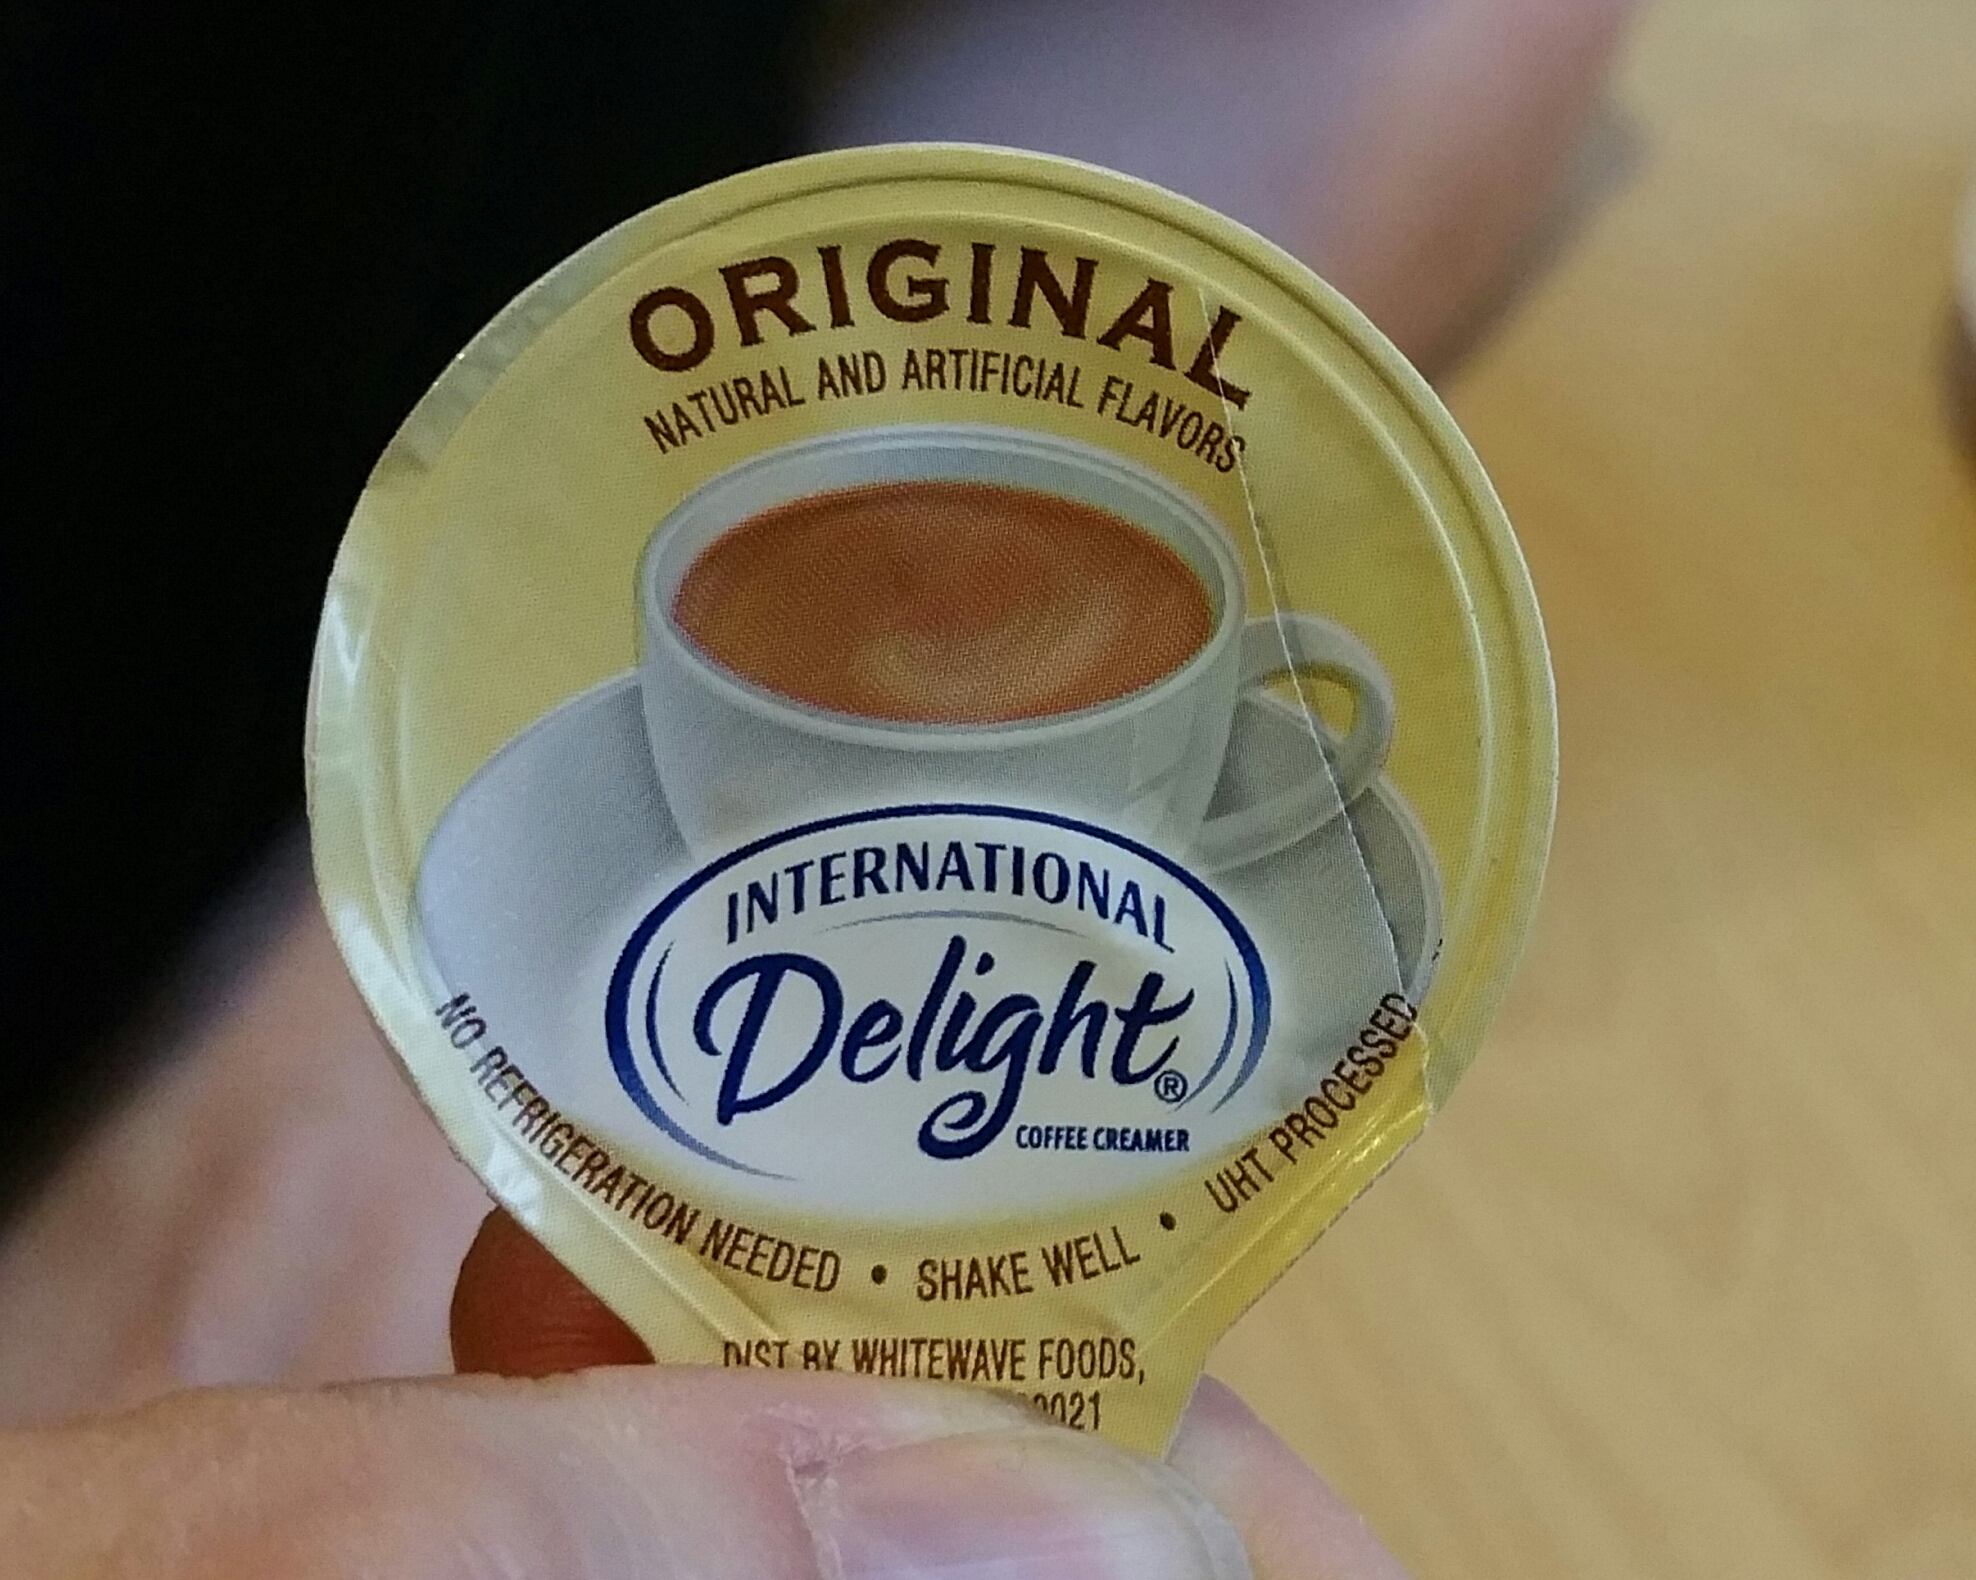 ORIGINAL
NATURAL AND ARTIFICIAL FLAVORS
INTERNATIONAL
Delight®
COFFEE CREAMER
NO REFRIGERATION NEEDED • SHAKE WELL • UHT PROCESSED
DIST BY WHITEWAVE FOODS,